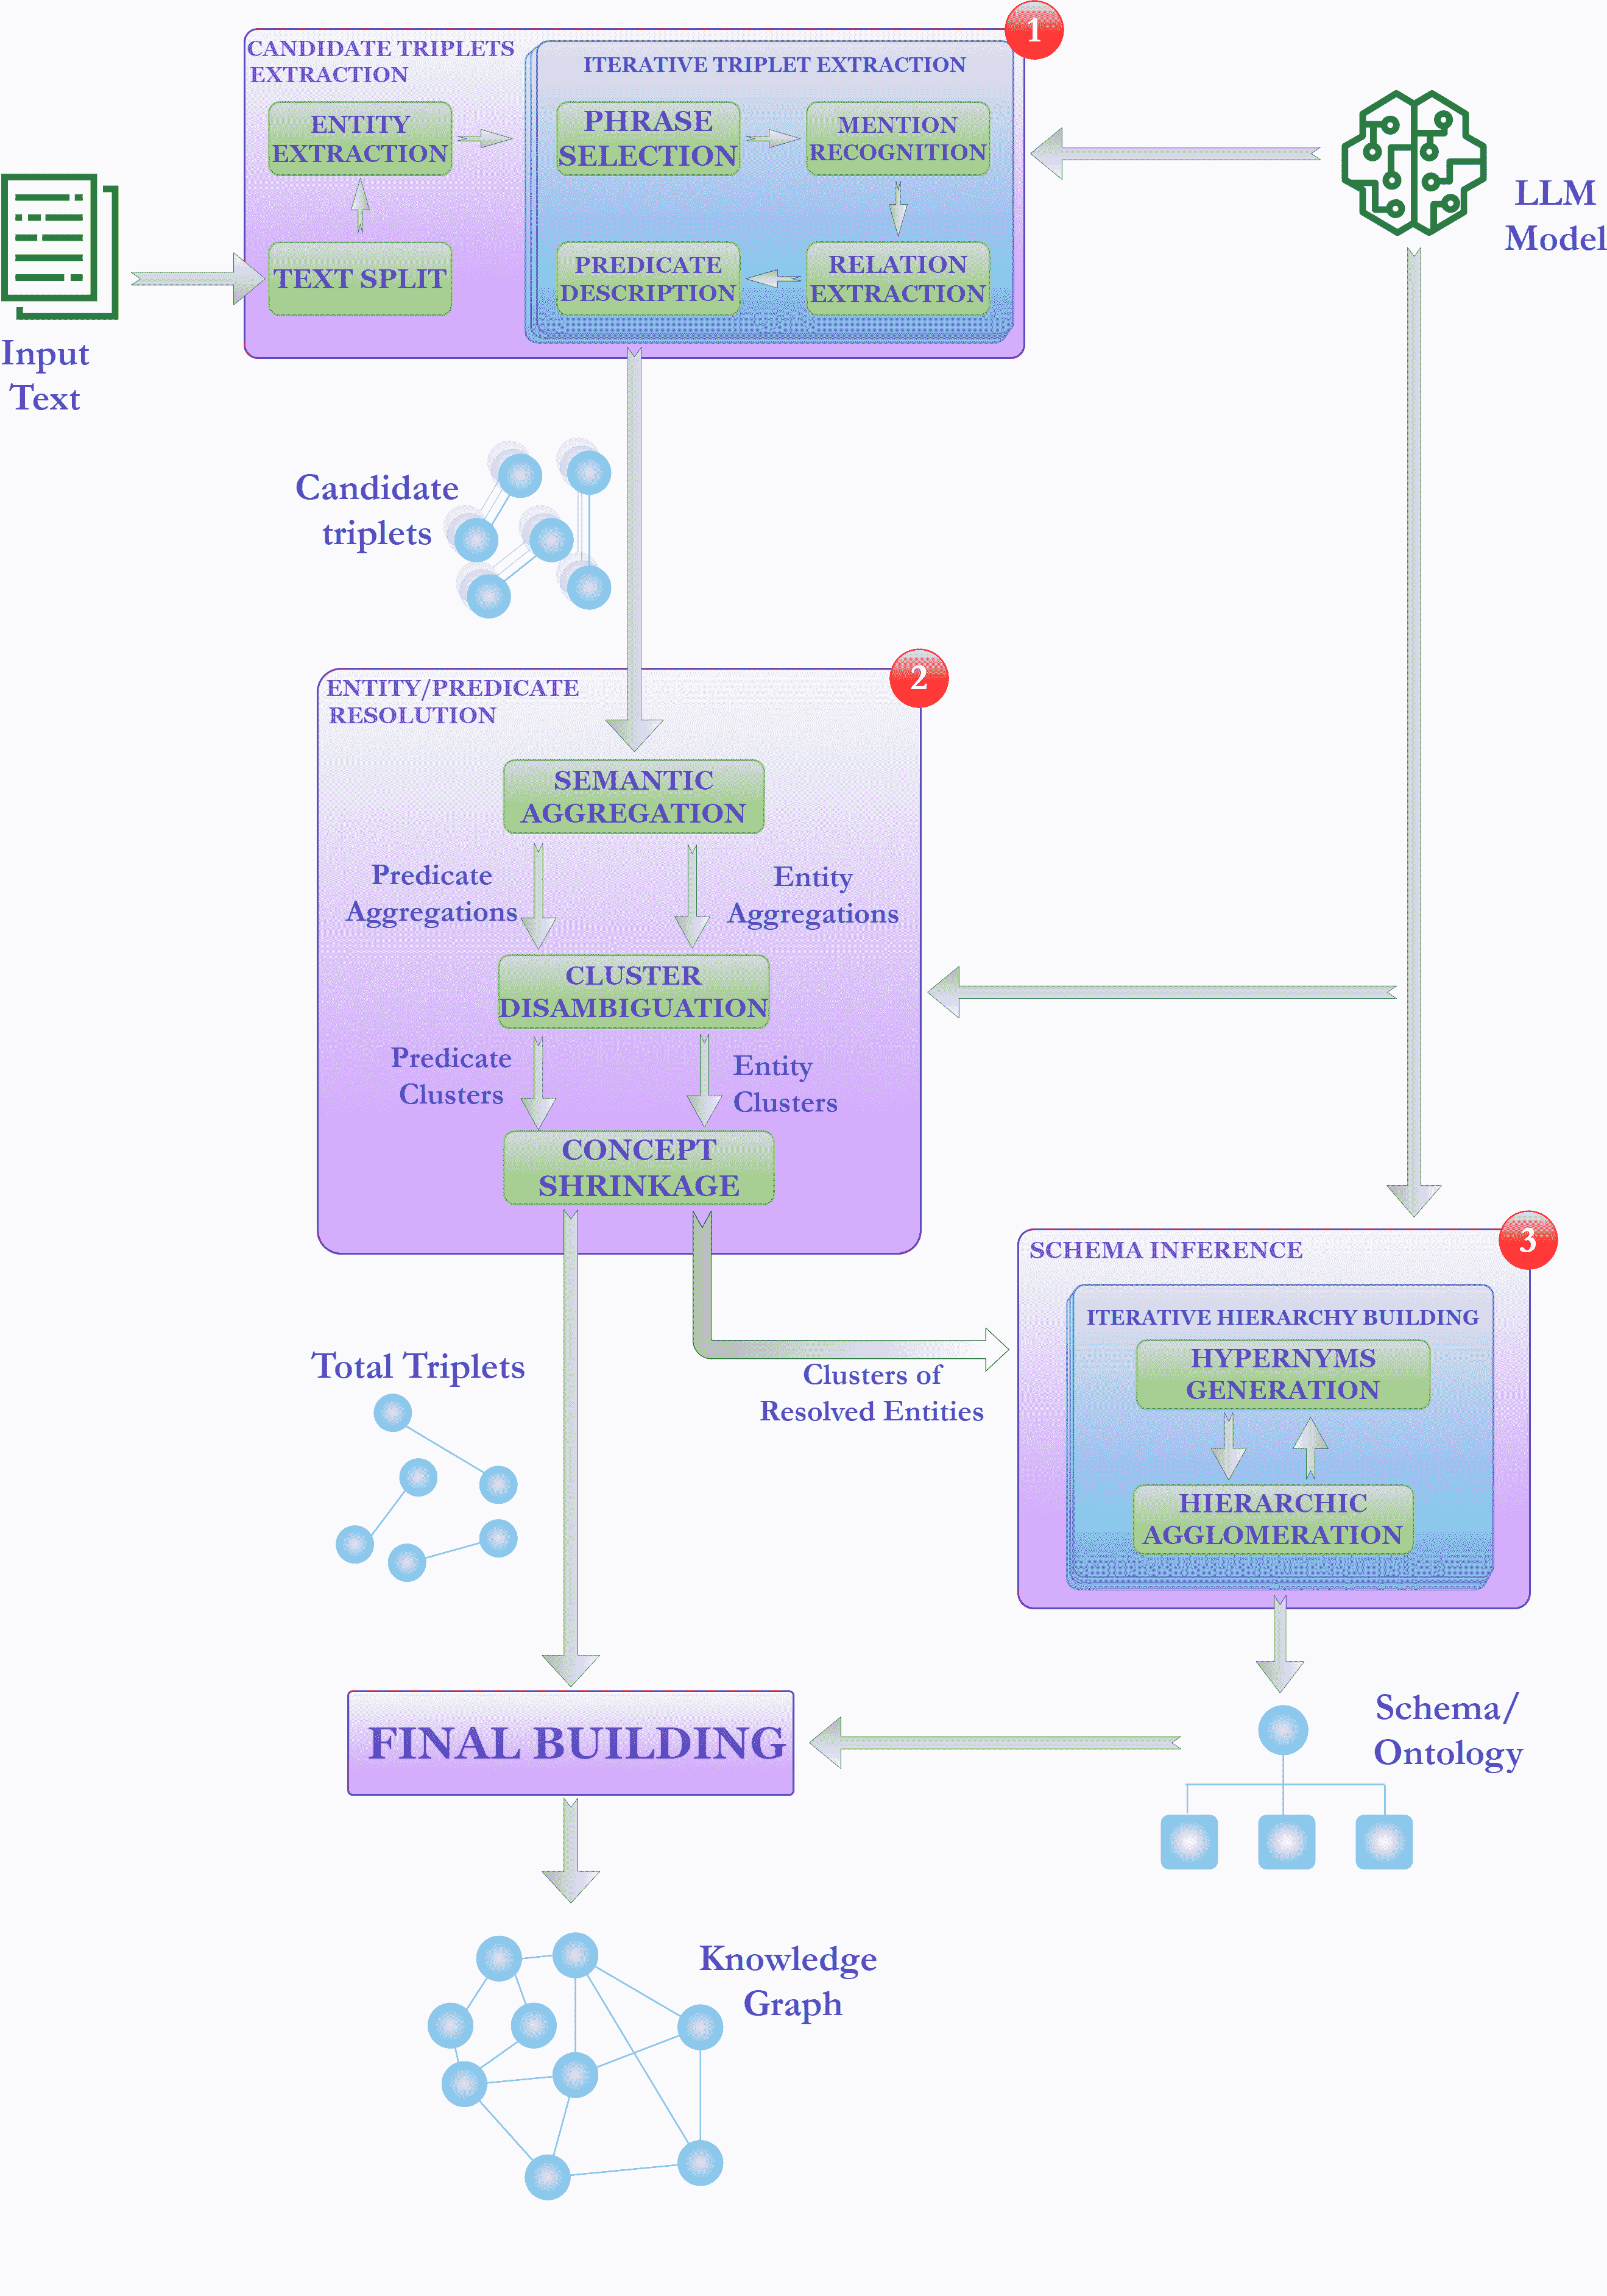 1
CANDIDATE TRIPLETS
EXTRACTION
ITERATIVE TRIPLET EXTRACTION
ENTITY
EXTRACTION
PHRASE
SELECTION
MENTION
RECOGNITION
TEXT SPLIT
PREDICATE
DESCRIPTION
RELATION
EXTRACTION
LLM
Model
Input
Text
Candidate
triplets
2
ENTITY/PREDICATE
RESOLUTION
SEMANTIC
AGGREGATION
Predicate
Aggregations
Entity
Aggregations
CLUSTER
DISAMBIGUATION
Predicate
Clusters
Entity
Clusters
CONCEPT
SHRINKAGE
3
SCHEMA INFERENCE
ITERATIVE HIERARCHY BUILDING
HYPERNYMS
GENERATION
HIERARCHIC
AGGLOMERATION
Total Triplets
Clusters of
Resolved Entities
FINAL BUILDING
Schema/
Ontology
Knowledge
Graph